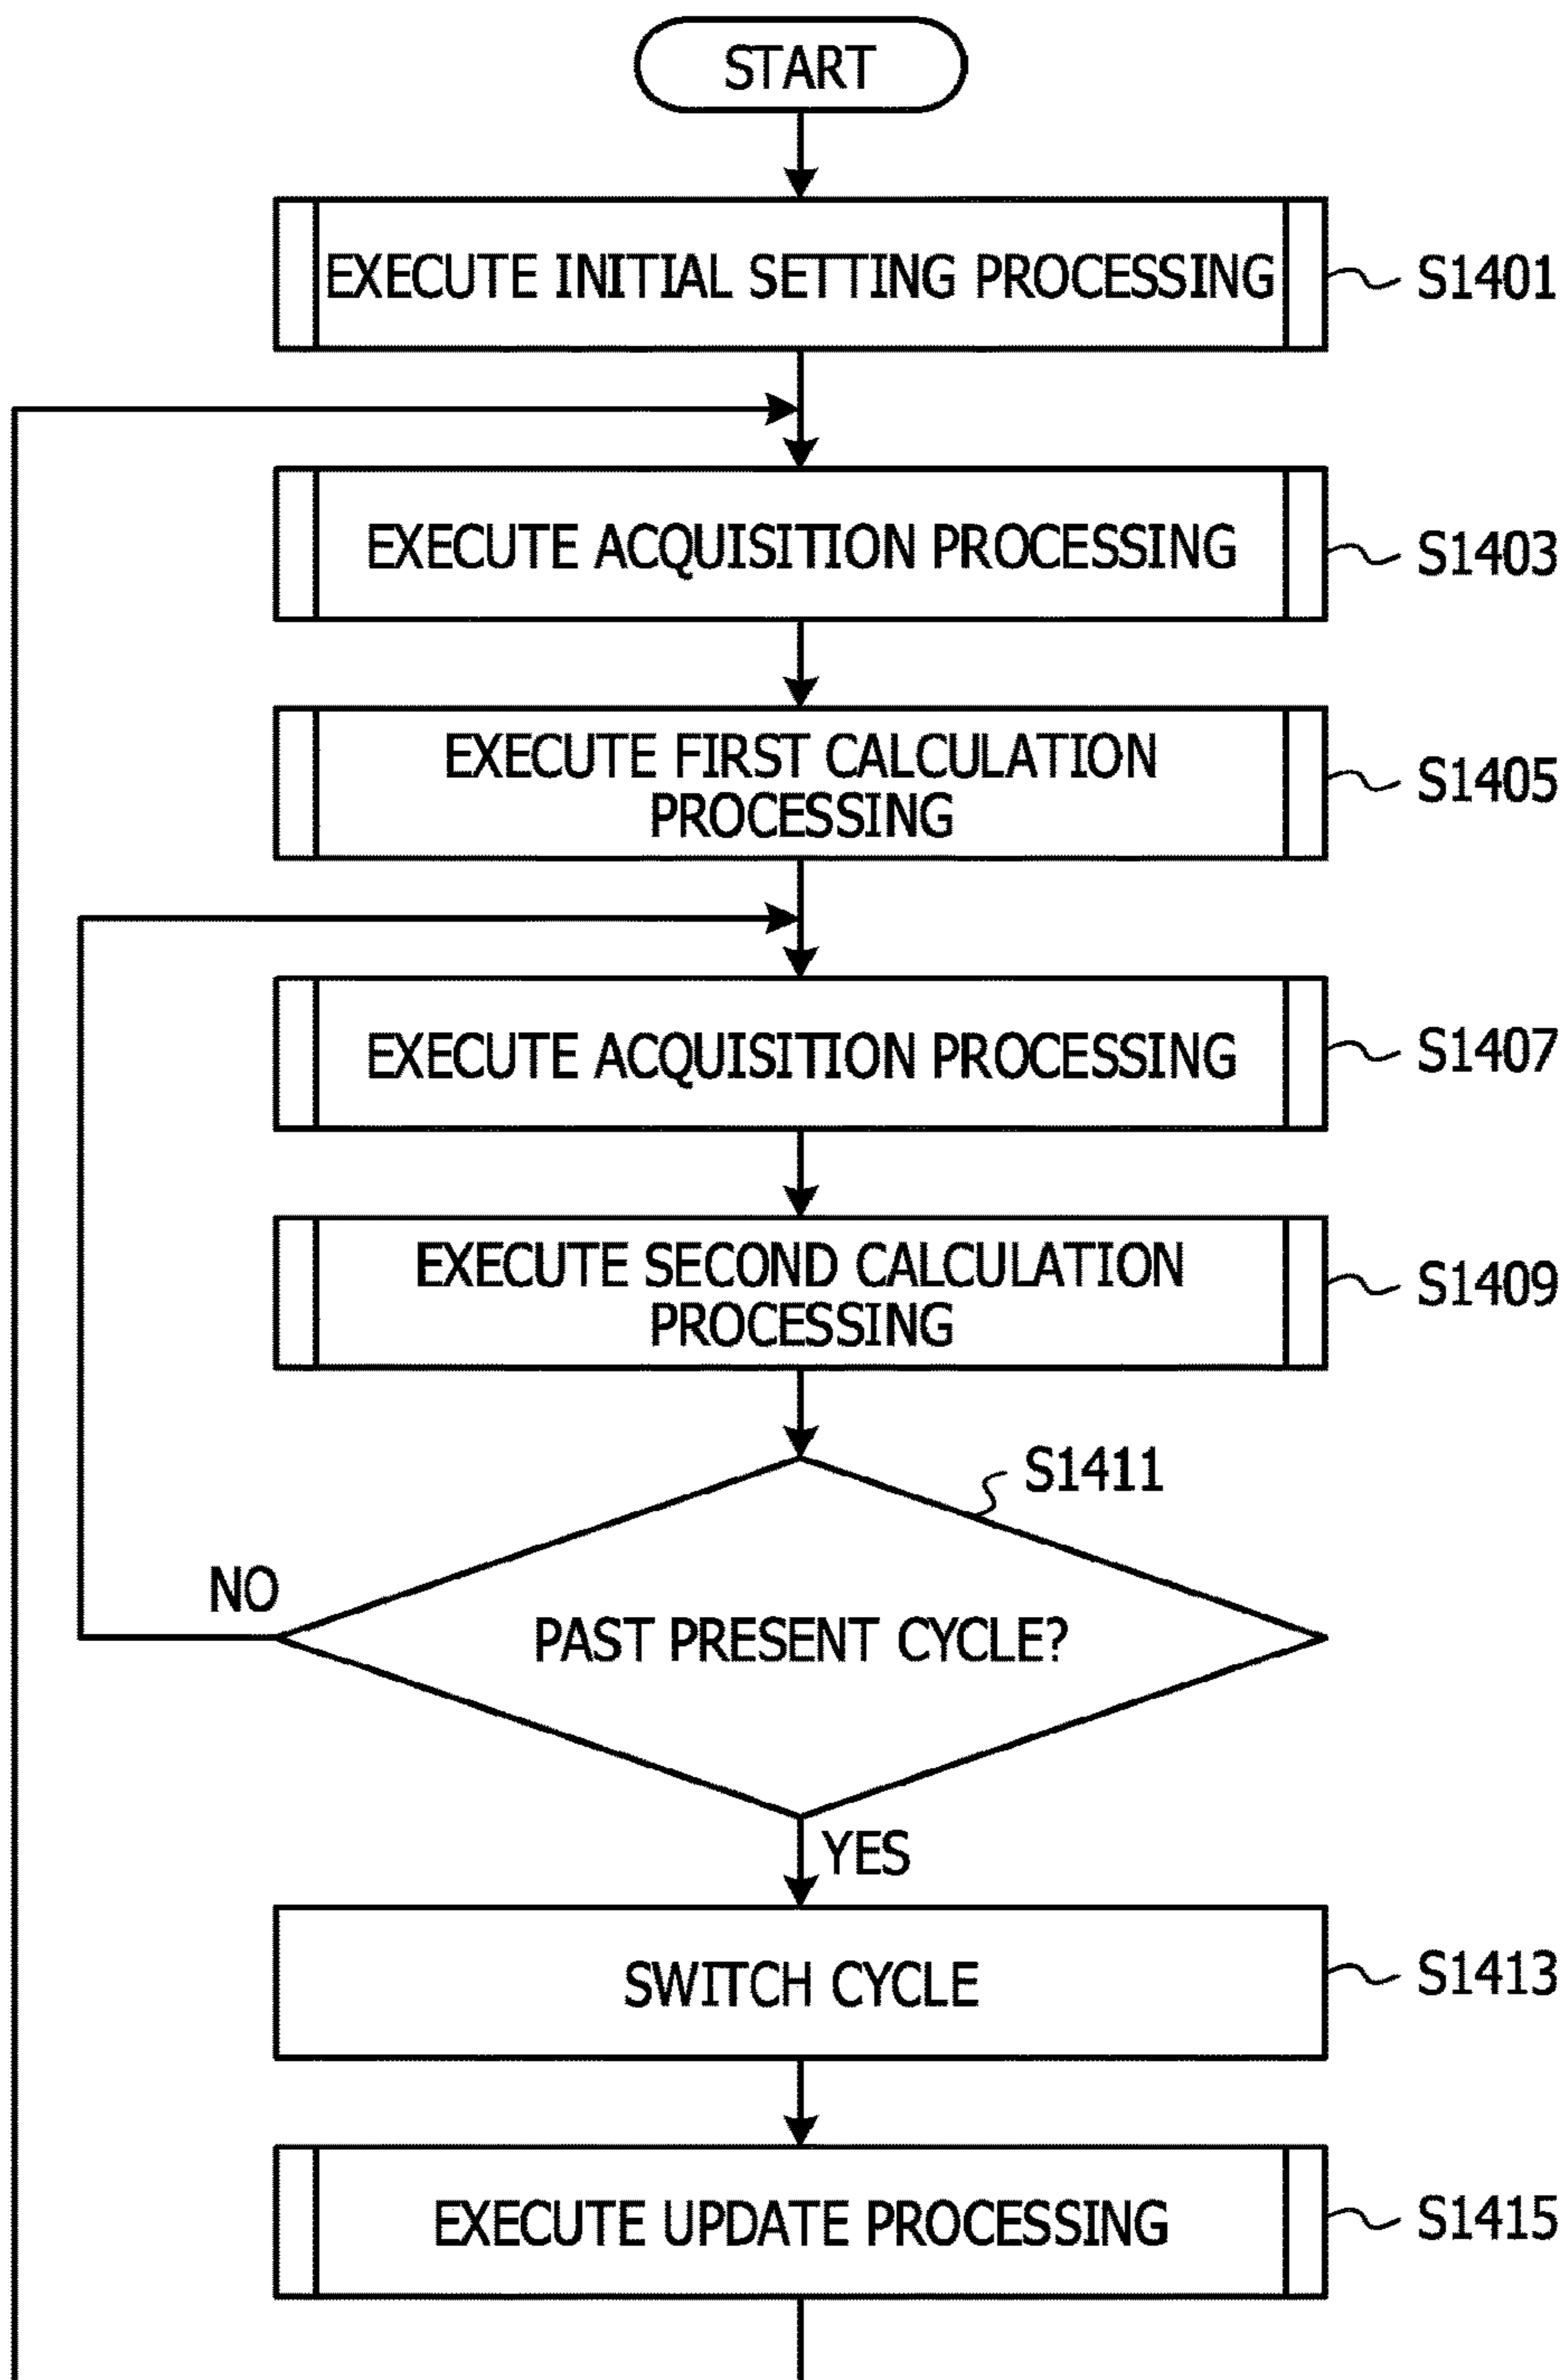 START
EXECUTE INITIAL SETTING PROCESSING
S1401
EXECUTE ACQUISITION PROCESSING
S1403
EXECUTE FIRST CALCULATION
PROCESSING
S1405
EXECUTE ACQUISITION PROCESSING
S1407
EXECUTE SECOND CALCULATION
PROCESSING
S1409
S1411
NO
PAST PRESENT CYCLE?
YES
SWITCH CYCLE
S1413
EXECUTE UPDATE PROCESSING
S1415